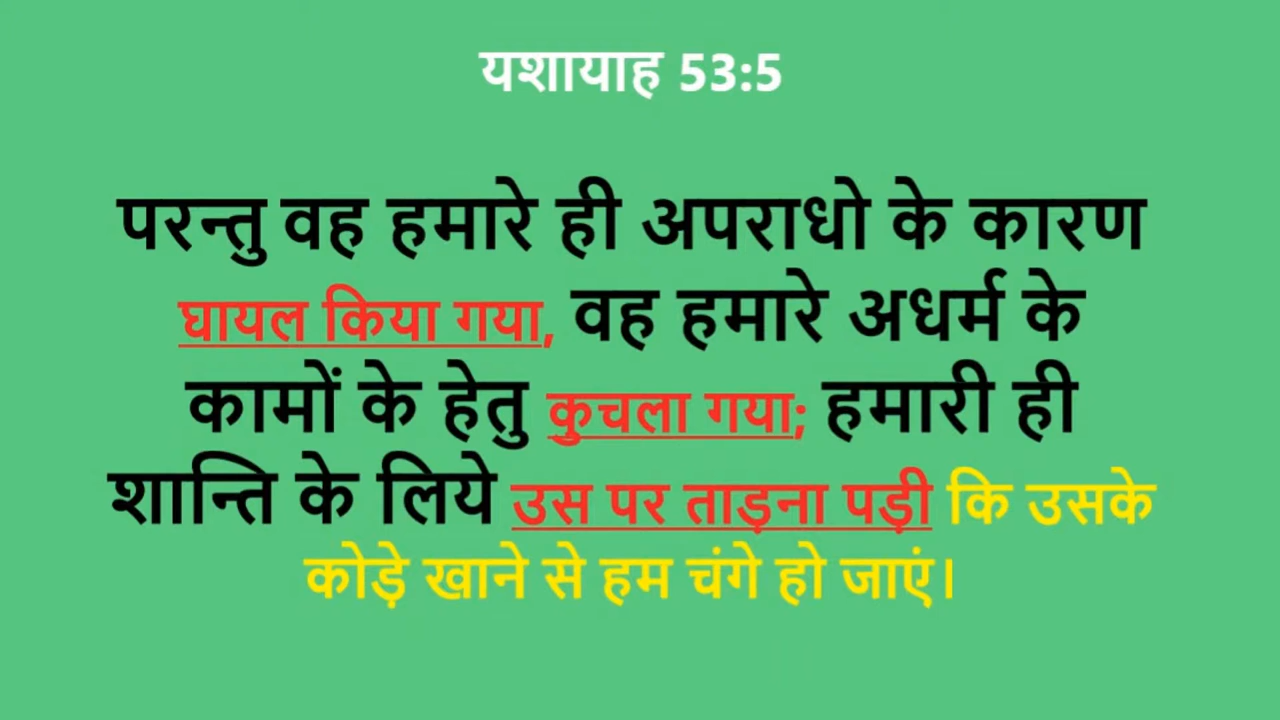 यशायाह 53:5
परन्तु वह हमारे ही अपराधो के कारण
घायल किया गया, वह हमारे अधर्म के
कामों के हेतु कुचला गया; हमारी ही
शान्ति के लिये उस पर ताड़ना पड़ी कि उसके
कोड़े खाने से हम चंगे हो जाएं।